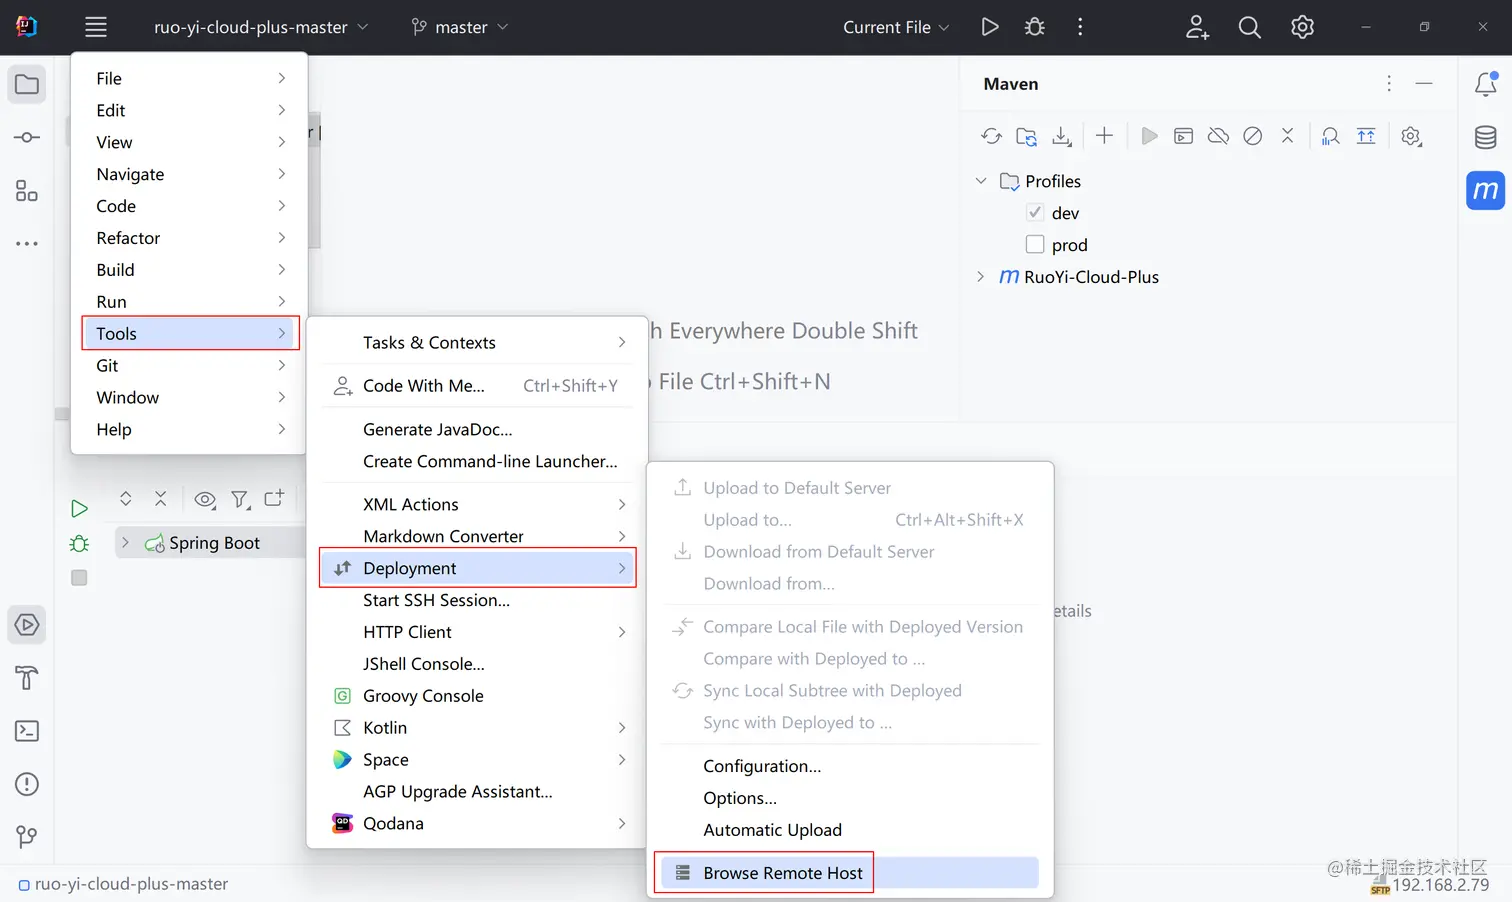 ruo-yi-cloud-plus-master
master
Current File
File
Edit
View
Navigate
Code
Refactor
Build
Run
Tools
Git
Window
Help
Tasks & Contexts
Code With Me... Ctrl+Shift+Y
Generate JavaDoc...
Create Command-line Launcher...
XML Actions
Markdown Converter
Deployment
Start SSH Session...
HTTP Client
JShell Console...
Groovy Console
Kotlin
Space
AGP Upgrade Assistant...
Qodana
Upload to Default Server
Upload to... Ctrl+Alt+Shift+X
Download from Default Server
Download from...
Compare Local File with Deployed Version
Compare with Deployed to ...
Sync Local Subtree with Deployed
Sync with Deployed to ...
Configuration...
Options...
Automatic Upload
Browse Remote Host
h Everywhere Double Shift
File Ctrl+Shift+N
etails
Maven
Profiles
dev
prod
m RuoYi-Cloud-Plus
m
Spring Boot
ruo-yi-cloud-plus-master
@稀土掘金技术社区
SFTP 192.168.2.79